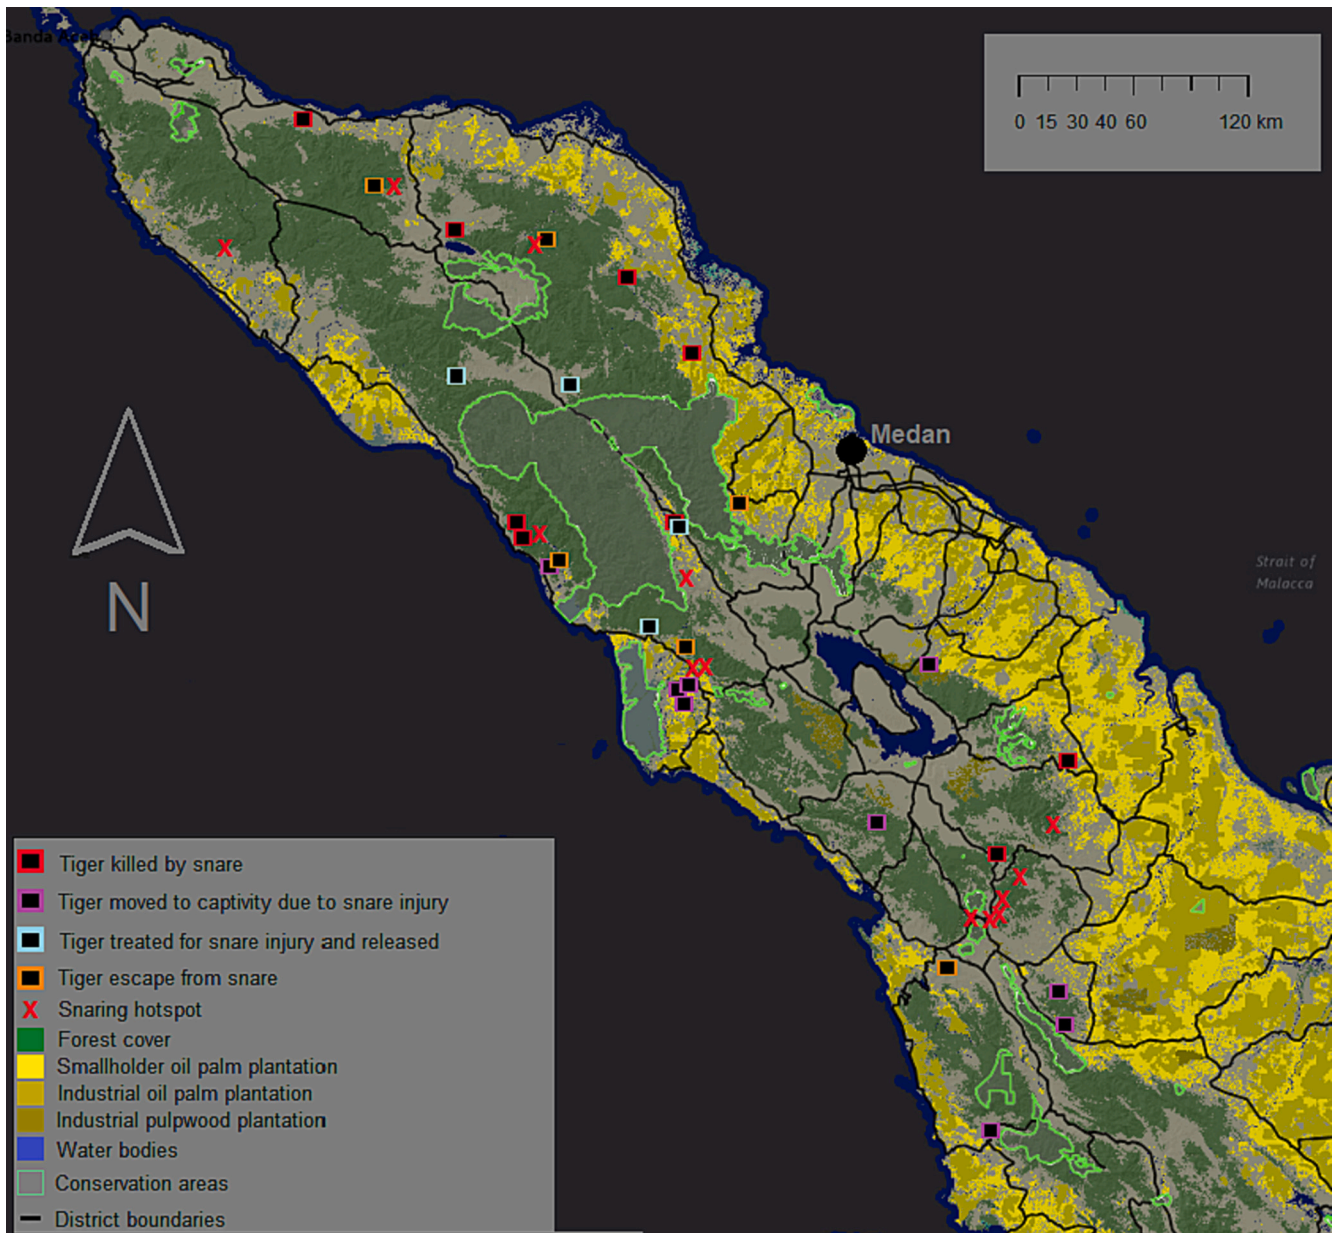 Banda Aceh
0 15 30 40 60 120 km
Medan
Strait of
Malacca
N
Tiger killed by snare
Tiger moved to captivity due to snare injury
Tiger treated for snare injury and released
Tiger escape from snare
X Snaring hotspot
Forest cover
Smallholder oil palm plantation
Industrial oil palm plantation
Industrial pulpwood plantation
Water bodies
Conservation areas
District boundaries